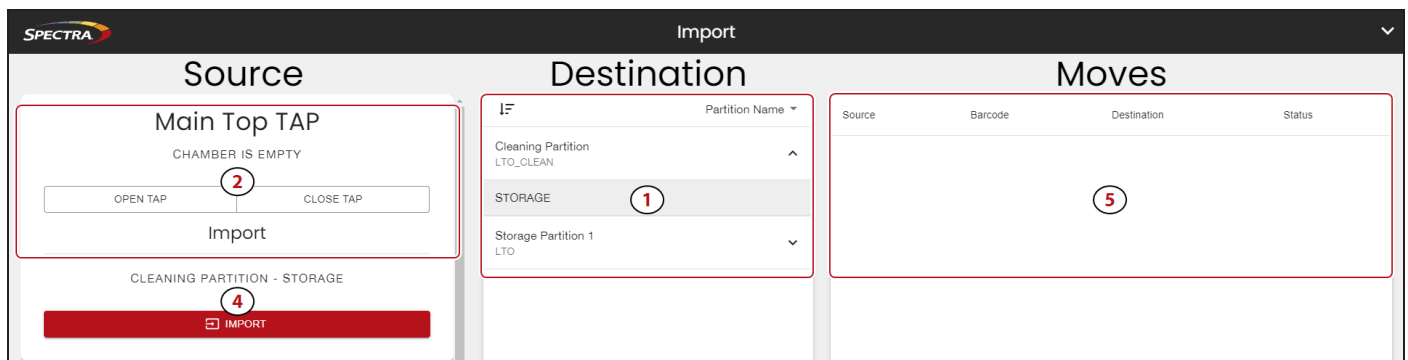 SPECTRA
Import
Source
Main Top TAP
CHAMBER IS EMPTY
2
OPEN TAP CLOSE TAP
Import
CLEANING PARTITION - STORAGE
4
IMPORT
Destination
Partition Name
Cleaning Partition
LTO_CLEAN
STORAGE 1
Storage Partition 1
LTO
Moves
Source Barcode Destination Status
5